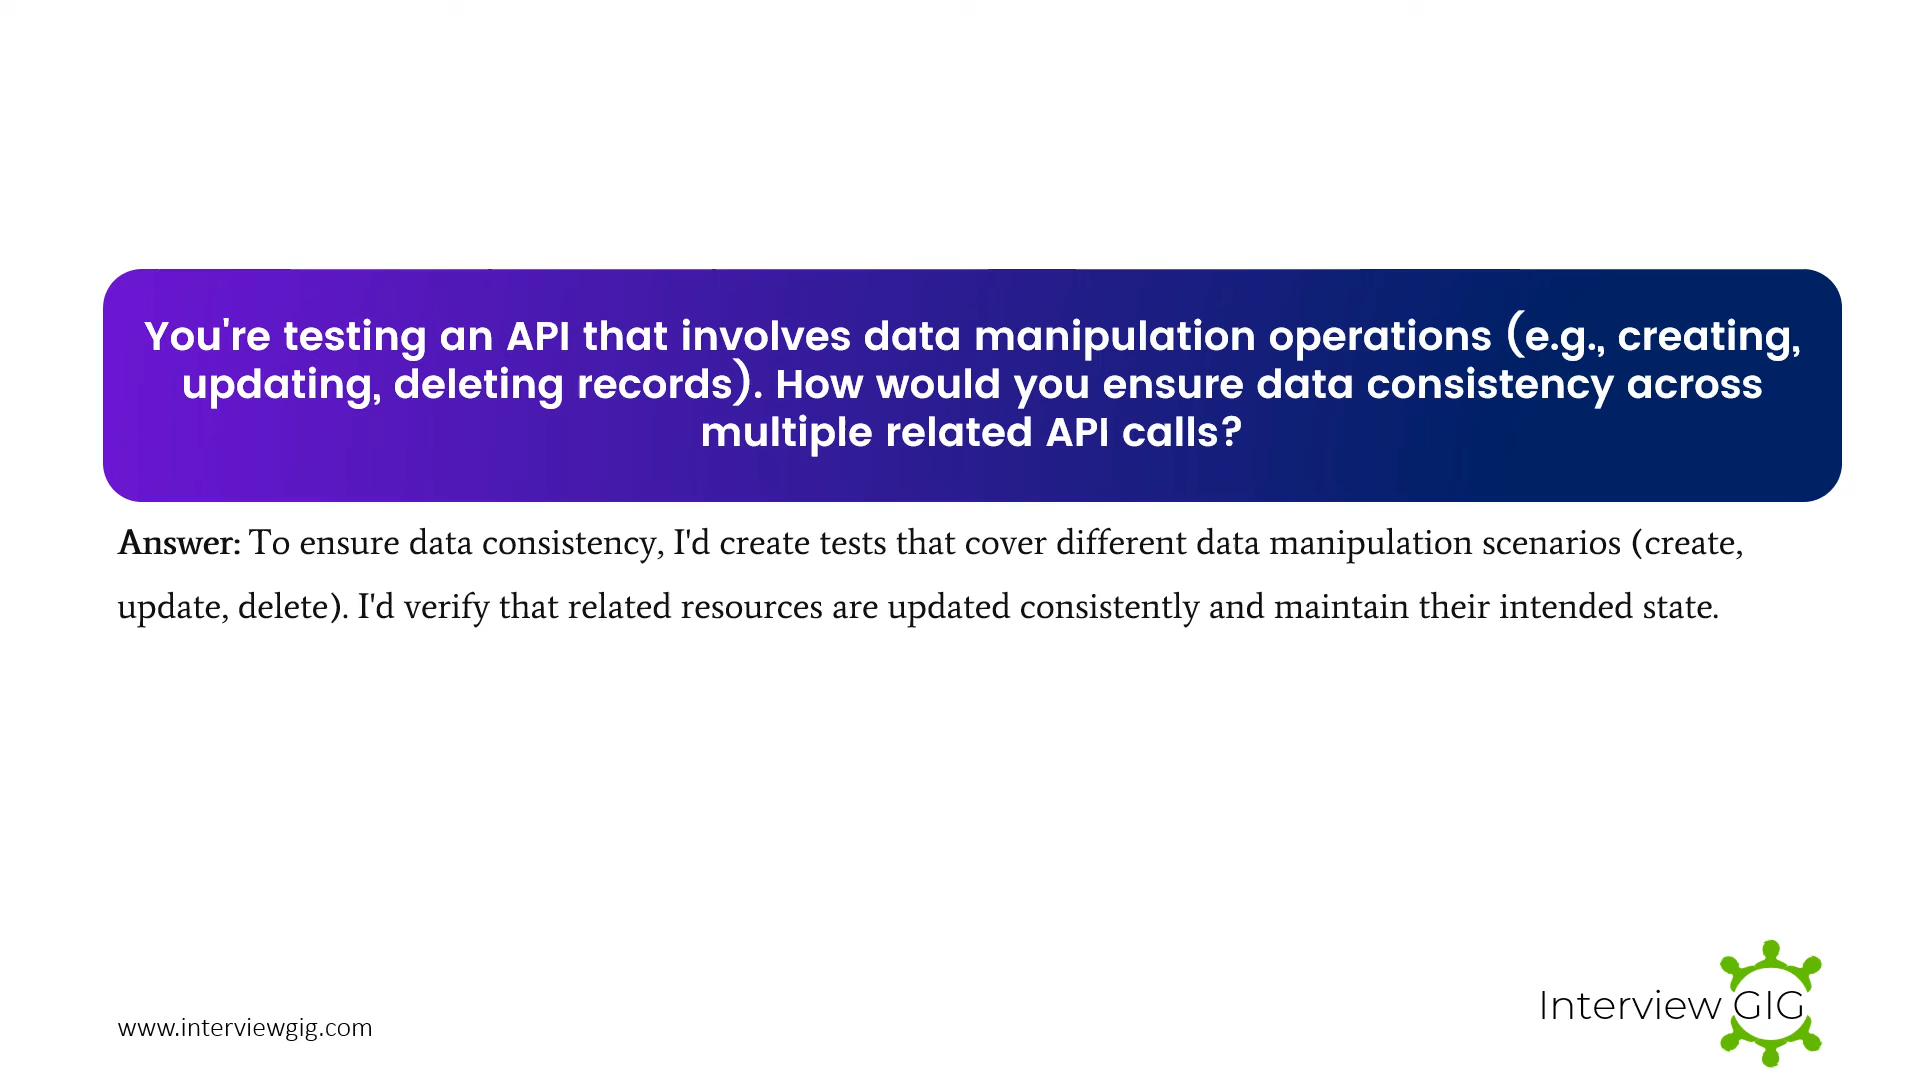 You're testing an API that involves data manipulation operations (e.g., creating,
updating, deleting records). How would you ensure data consistency across
multiple related API calls?
Answer: To ensure data consistency, I'd create tests that cover different data manipulation scenarios (create,
update, delete). I'd verify that related resources are updated consistently and maintain their intended state.
www.interviewgig.com
Interview GIG